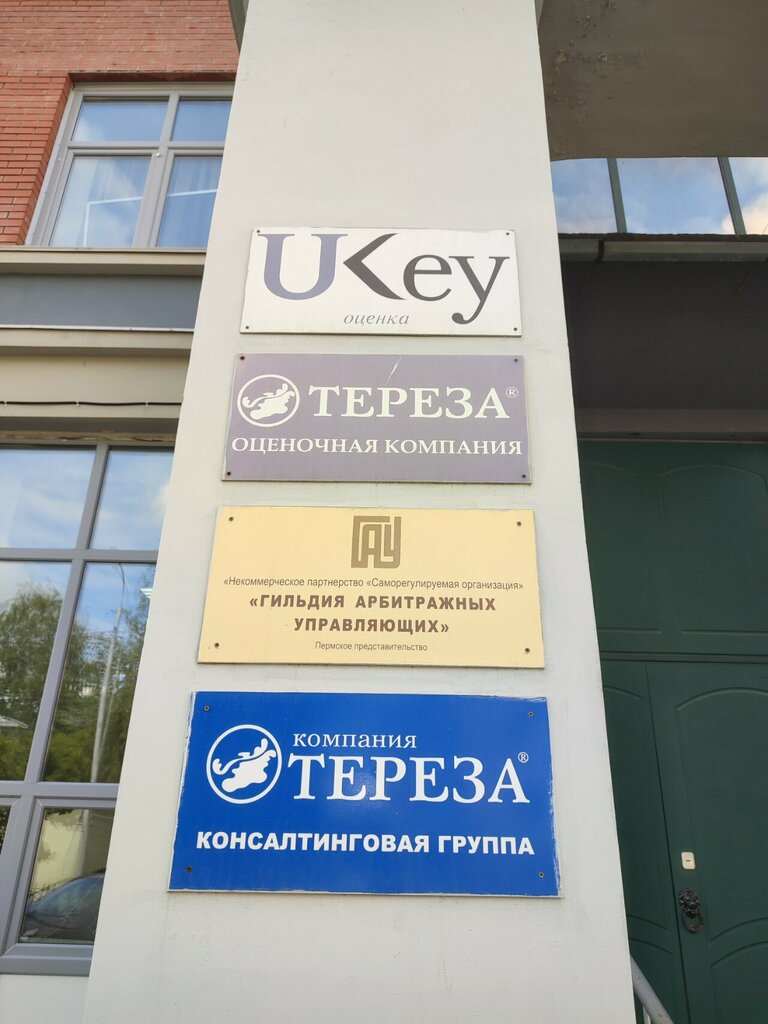 UKey
оценка
ТЕРЕЗА®
ОЦЕНОЧНАЯ КОМПАНИЯ
ГАУ
«Некоммерческое партнерство «Саморегулируемая организация»
«ГИЛЬДИЯ АРБИТРАЖНЫХ
УПРАВЛЯЮЩИХ»
Пермское представительство
компания
ТЕРЕЗА®
КОНСАЛТИНГОВАЯ ГРУППА